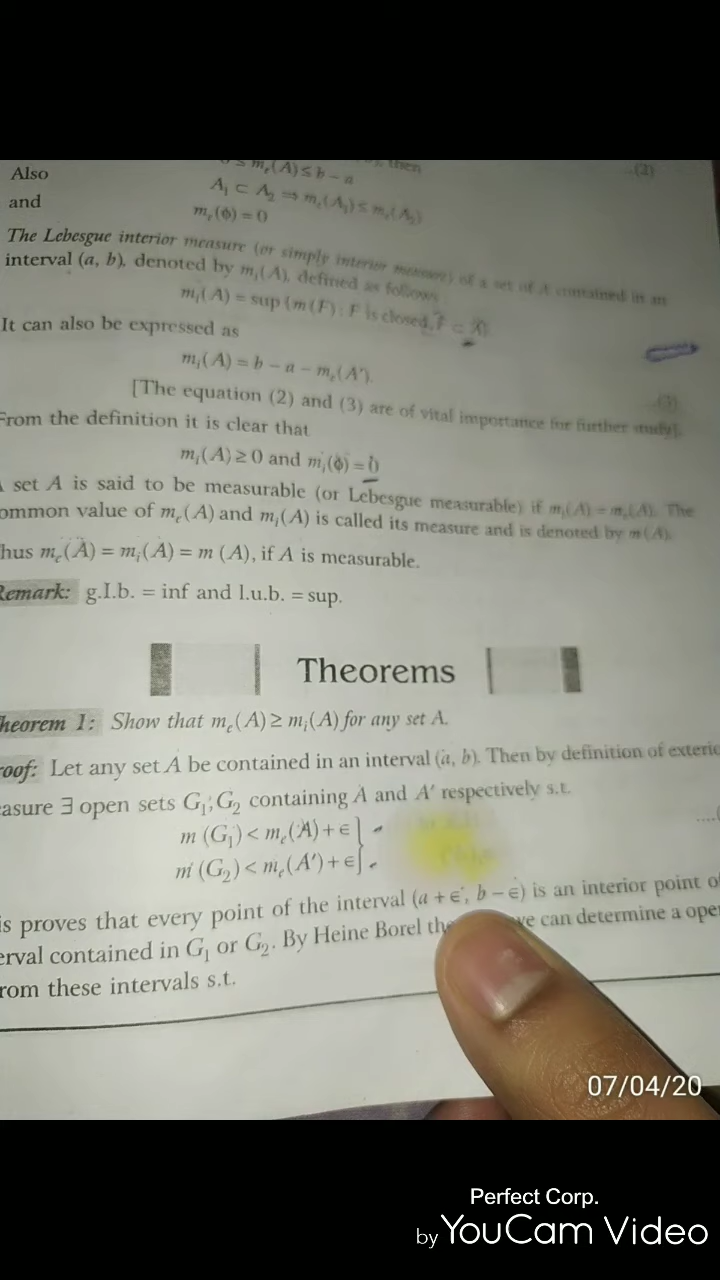 then
≤ mₑ(A) ≤ b – a
...(2)
Also
A₁ ⊂ A₂ ⇒ mₑ(A₁) ≤ mₑ(A₂)
and
mₑ(ϕ) = 0
The Lebesgue interior measure (or simply interior measure) of a set of A contained in an
interval (a, b), denoted by mᵢ(A), defined as follows
mᵢ(A) = sup {m(F) : F is closed, F ⊂ A}
It can also be expressed as
mᵢ(A) = b – a – mₑ(A′).
...(3)
[The equation (2) and (3) are of vital importance for further study].
From the definition it is clear that
mᵢ(A) ≥ 0 and mᵢ(ϕ) = 0
set A is said to be measurable (or Lebesgue measurable) if mᵢ(A) = mₑ(A). The
ommon value of mₑ(A) and mᵢ(A) is called its measure and is denoted by m(A).
hus mₑ(A) = mᵢ(A) = m (A), if A is measurable.
Remark: g.I.b. = inf and l.u.b. = sup.
Theorems
heorem 1: Show that mₑ(A) ≥ mᵢ(A) for any set A.
roof: Let any set A be contained in an interval (a, b). Then by definition of exteric
easure ∃ open sets G₁, G₂ containing A and A′ respectively s.t.
m (G₁) < mₑ(A) + ∈
m (G₂) < mₑ(A′) + ∈
....(
is proves that every point of the interval (a + ∈, b – ∈) is an interior point o
erval contained in G₁ or G₂. By Heine Borel the we can determine a ope
rom these intervals s.t.
07/04/20
Perfect Corp.
by YouCam Video